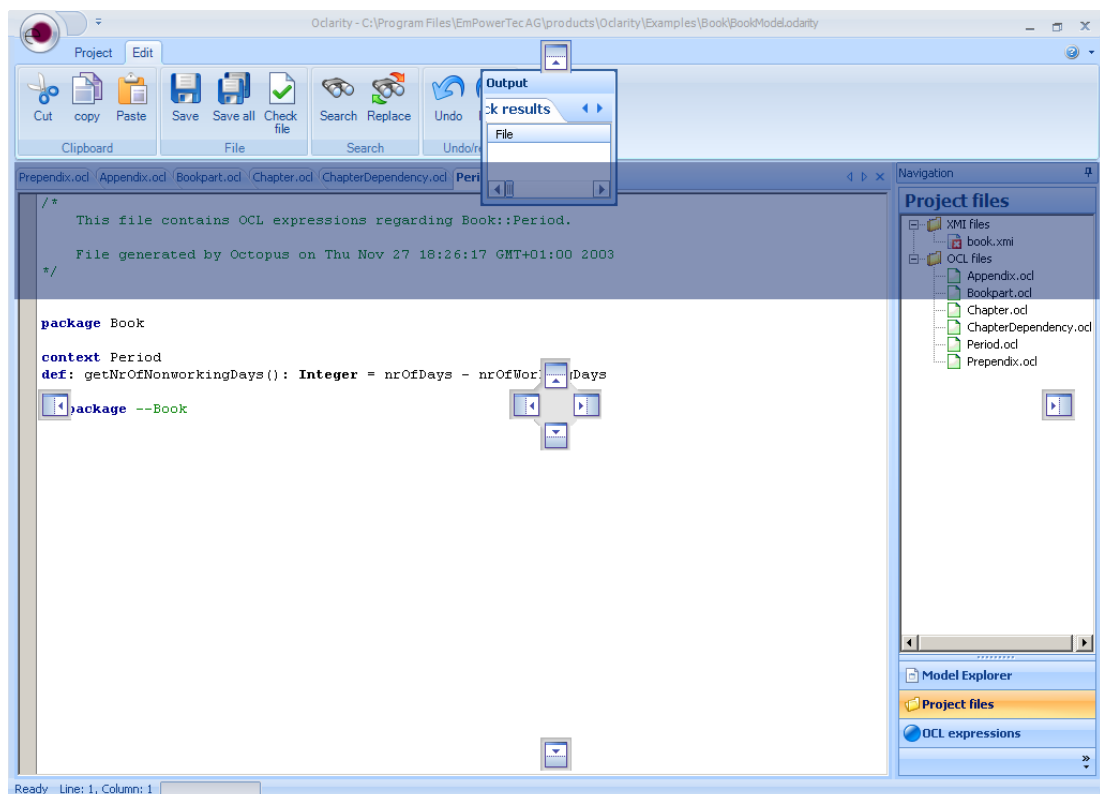 Oclarity - C:\Program Files\EmPowerTec AG\products\Oclarity\Examples\Book\BookModel.oclarity
Project Edit
Cut copy Paste Save Save all Check file Search Replace Undo
Clipboard File Search
Output
ck results
File
Prependix.ocl Appendix.ocl Bookpart.ocl Chapter.ocl ChapterDependency.ocl Peri
/*
This file contains OCL expressions regarding Book::Period.
File generated by Octopus on Thu Nov 27 18:26:17 GMT+01:00 2003
*/
package Book
context Period
def: getNrOfNonworkingDays(): Integer = nrOfDays - nrOfWor gDays
package --Book
Navigation
Project files
XMI files
book.xmi
OCL files
Appendix.ocl
Bookpart.ocl
Chapter.ocl
ChapterDependency.ocl
Period.ocl
Prependix.ocl
Model Explorer
Project files
OCL expressions
Ready Line: 1, Column: 1